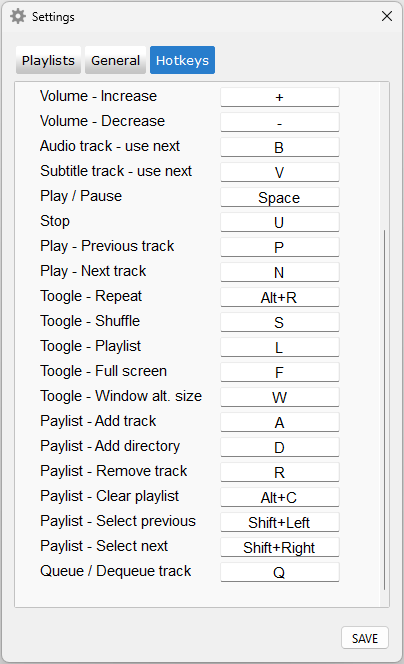 Settings
Playlists General Hotkeys
Volume - Increase +
Volume - Decrease -
Audio track - use next B
Subtitle track - use next V
Play / Pause Space
Stop U
Play - Previous track P
Play - Next track N
Toogle - Repeat Alt+R
Toogle - Shuffle S
Toogle - Playlist L
Toogle - Full screen F
Toogle - Window alt. size W
Paylist - Add track A
Paylist - Add directory D
Paylist - Remove track R
Paylist - Clear playlist Alt+C
Paylist - Select previous Shift+Left
Paylist - Select next Shift+Right
Queue / Dequeue track Q
SAVE